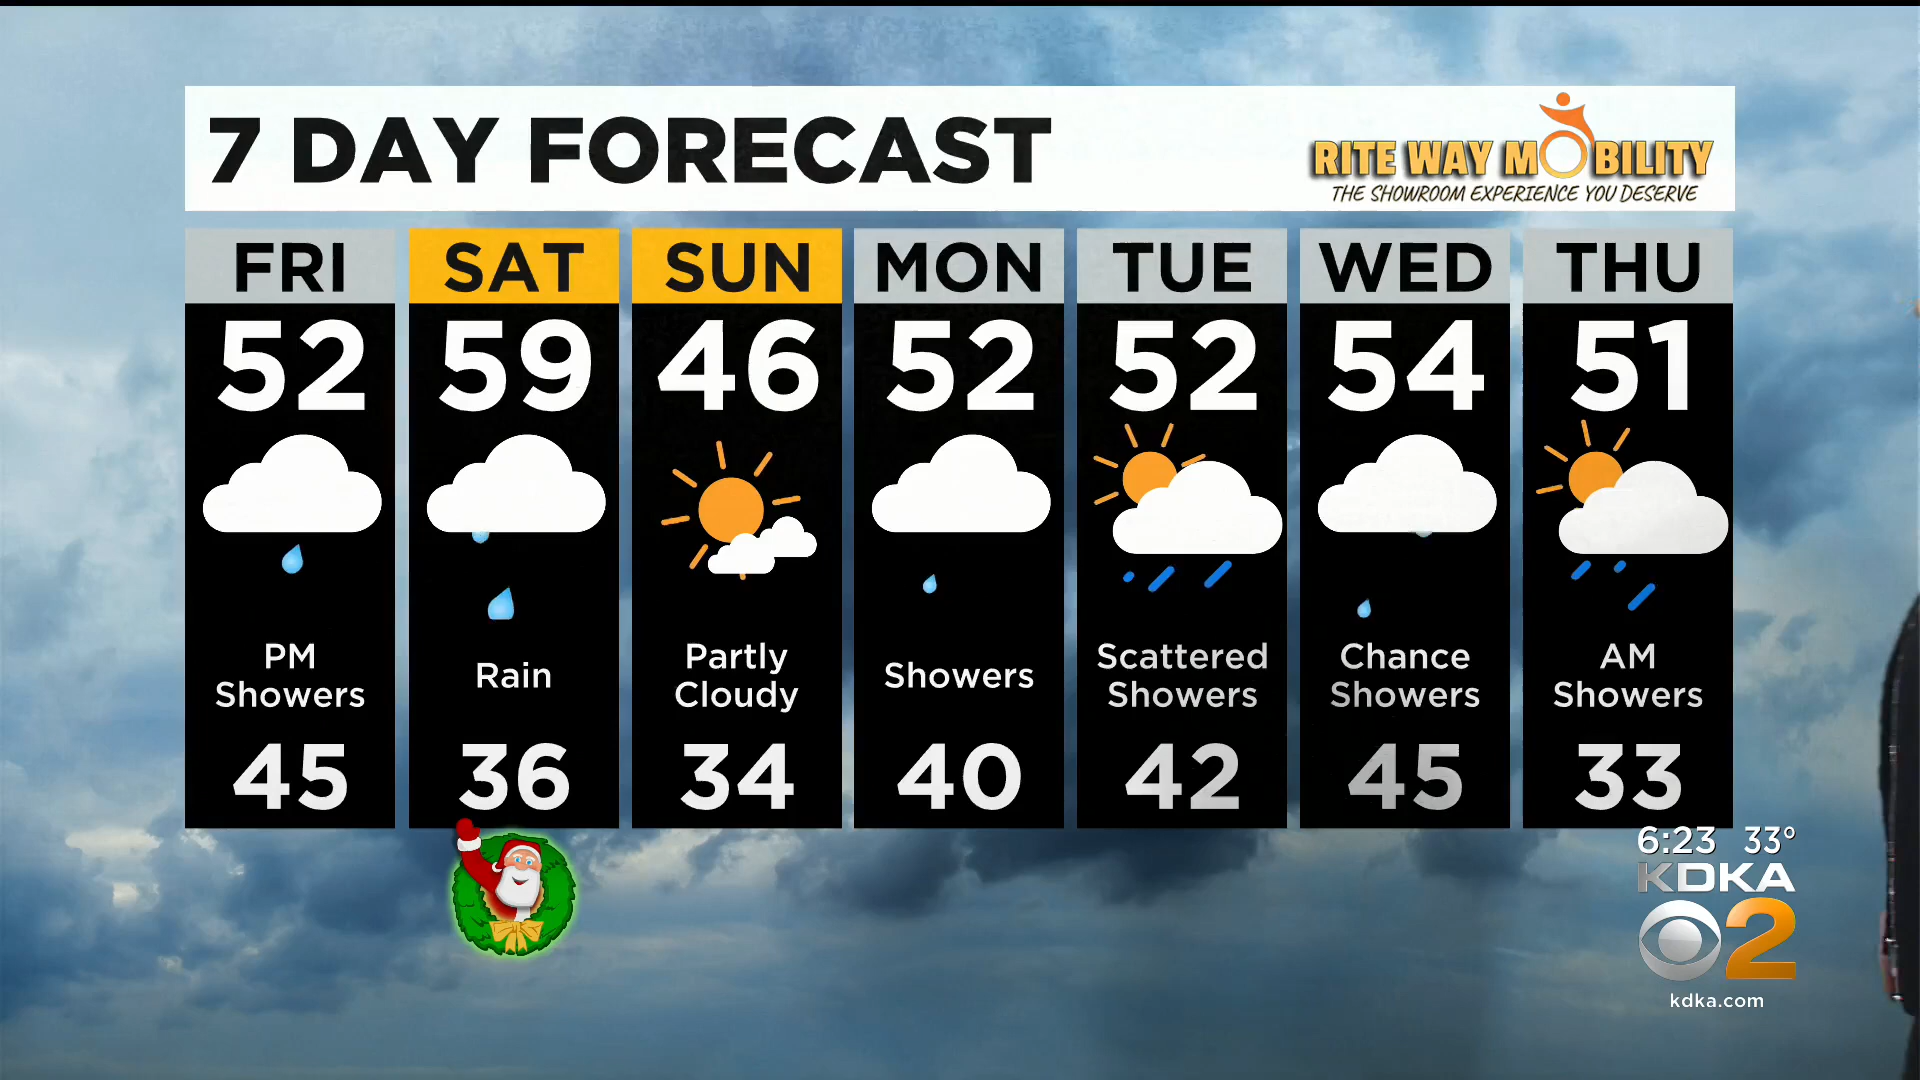 7 DAY FORECAST
RITE WAY MOBILITY
THE SHOWROOM EXPERIENCE YOU DESERVE
FRI
52
PM
Showers
45
SAT
59
Rain
36
SUN
46
Partly
Cloudy
34
MON
52
Showers
40
TUE
52
Scattered
Showers
42
WED
54
Chance
Showers
45
THU
51
AM
Showers
33
6:23 33°
KDKA
2
kdka.com